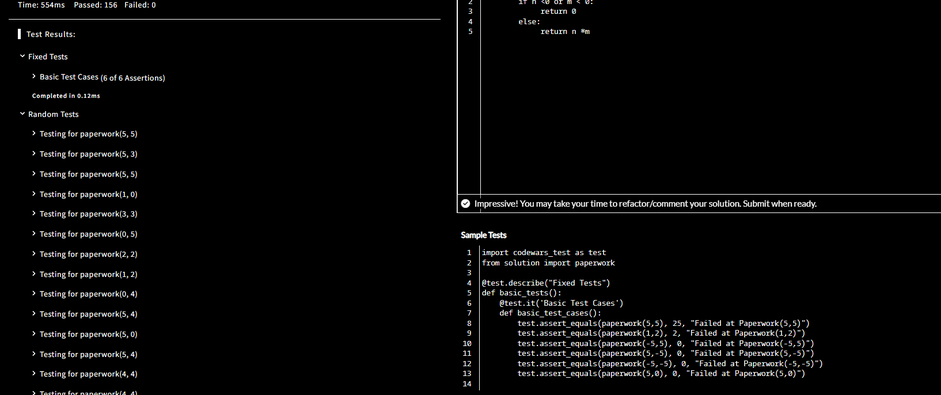 Time: 554ms Passed: 156 Failed: 0
Test Results:
Fixed Tests
Basic Test Cases (6 of 6 Assertions)
Completed in 0.12ms
Random Tests
Testing for paperwork(5, 5)
Testing for paperwork(5, 3)
Testing for paperwork(5, 5)
Testing for paperwork(1, 0)
Testing for paperwork(3, 3)
Testing for paperwork(0, 5)
Testing for paperwork(2, 2)
Testing for paperwork(1, 2)
Testing for paperwork(0, 4)
Testing for paperwork(5, 4)
Testing for paperwork(5, 0)
Testing for paperwork(5, 4)
Testing for paperwork(4, 4)
Testing for paperwork(4, 4)
2 if n <0 or m < 0:
3 return 0
4 else:
5 return n *m
Impressive! You may take your time to refactor/comment your solution. Submit when ready.
Sample Tests
1 import codewars_test as test
2 from solution import paperwork
3
4 @test.describe("Fixed Tests")
5 def basic_tests():
6 @test.it('Basic Test Cases')
7 def basic_test_cases():
8 test.assert_equals(paperwork(5,5), 25, "Failed at Paperwork(5,5)")
9 test.assert_equals(paperwork(1,2), 2, "Failed at Paperwork(1,2)")
10 test.assert_equals(paperwork(-5,5), 0, "Failed at Paperwork(-5,5)")
11 test.assert_equals(paperwork(5,-5), 0, "Failed at Paperwork(5,-5)")
12 test.assert_equals(paperwork(-5,-5), 0, "Failed at Paperwork(-5,-5)")
13 test.assert_equals(paperwork(5,0), 0, "Failed at Paperwork(5,0)")
14